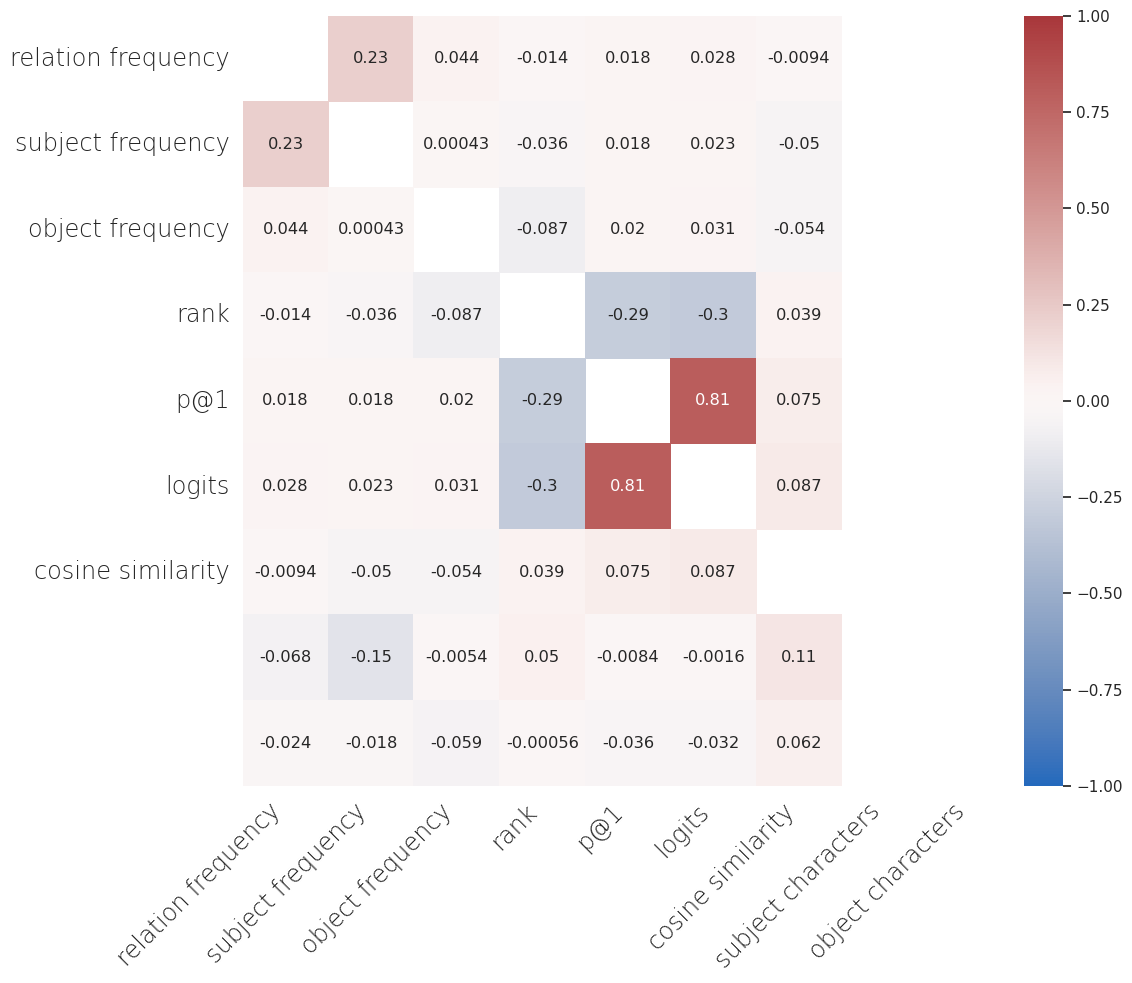 relation frequency 0.23 0.044 -0.014 0.018 0.028 -0.0094
subject frequency 0.23 0.00043 -0.036 0.018 0.023 -0.05
object frequency 0.044 0.00043 -0.087 0.02 0.031 -0.054
rank -0.014 -0.036 -0.087 -0.29 -0.3 0.039
p@1 0.018 0.018 0.02 -0.29 0.81 0.075
logits 0.028 0.023 0.031 -0.3 0.81 0.087
cosine similarity -0.0094 -0.05 -0.054 0.039 0.075 0.087
-0.068 -0.15 -0.0054 0.05 -0.0084 -0.0016 0.11
-0.024 -0.018 -0.059 -0.00056 -0.036 -0.032 0.062
relation frequency
subject frequency
object frequency
rank
p@1
logits
cosine similarity
subject characters
object characters
1.00
0.75
0.50
0.25
0.00
−0.25
−0.50
−0.75
−1.00